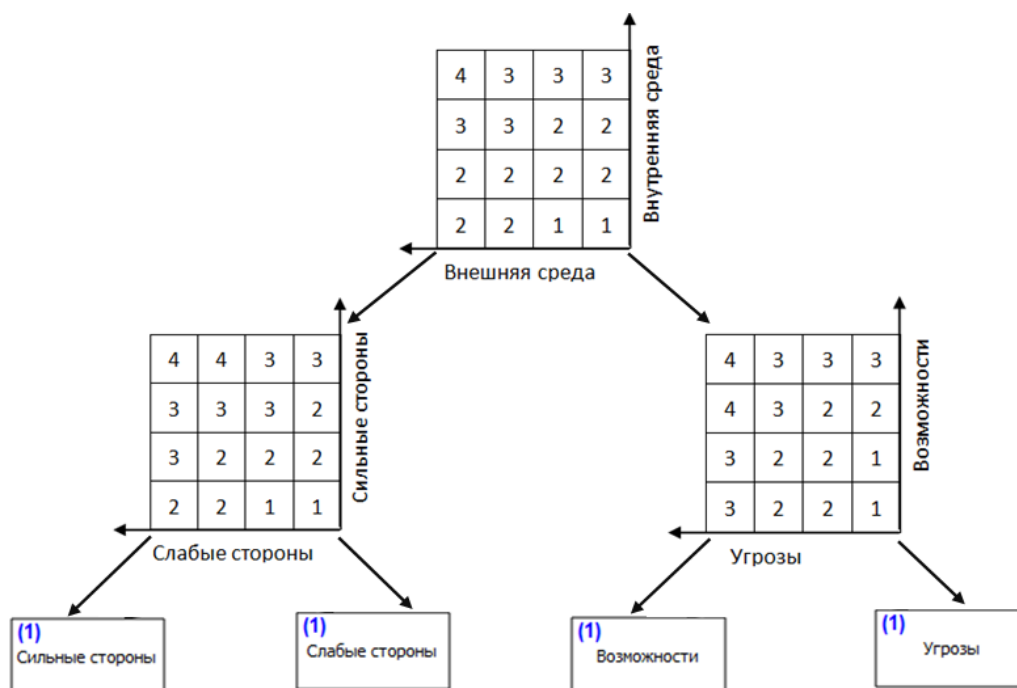 4 3 3 3
3 3 2 2
2 2 2 2
2 2 1 1
Внутренняя среда
Внешняя среда
4 4 3 3
3 3 3 2
3 2 2 2
2 2 1 1
Сильные стороны
Слабые стороны
4 3 3 3
4 3 2 2
3 2 2 1
3 2 2 1
Возможности
Угрозы
(1)
Сильные стороны
(1)
Слабые стороны
(1)
Возможности
(1)
Угрозы